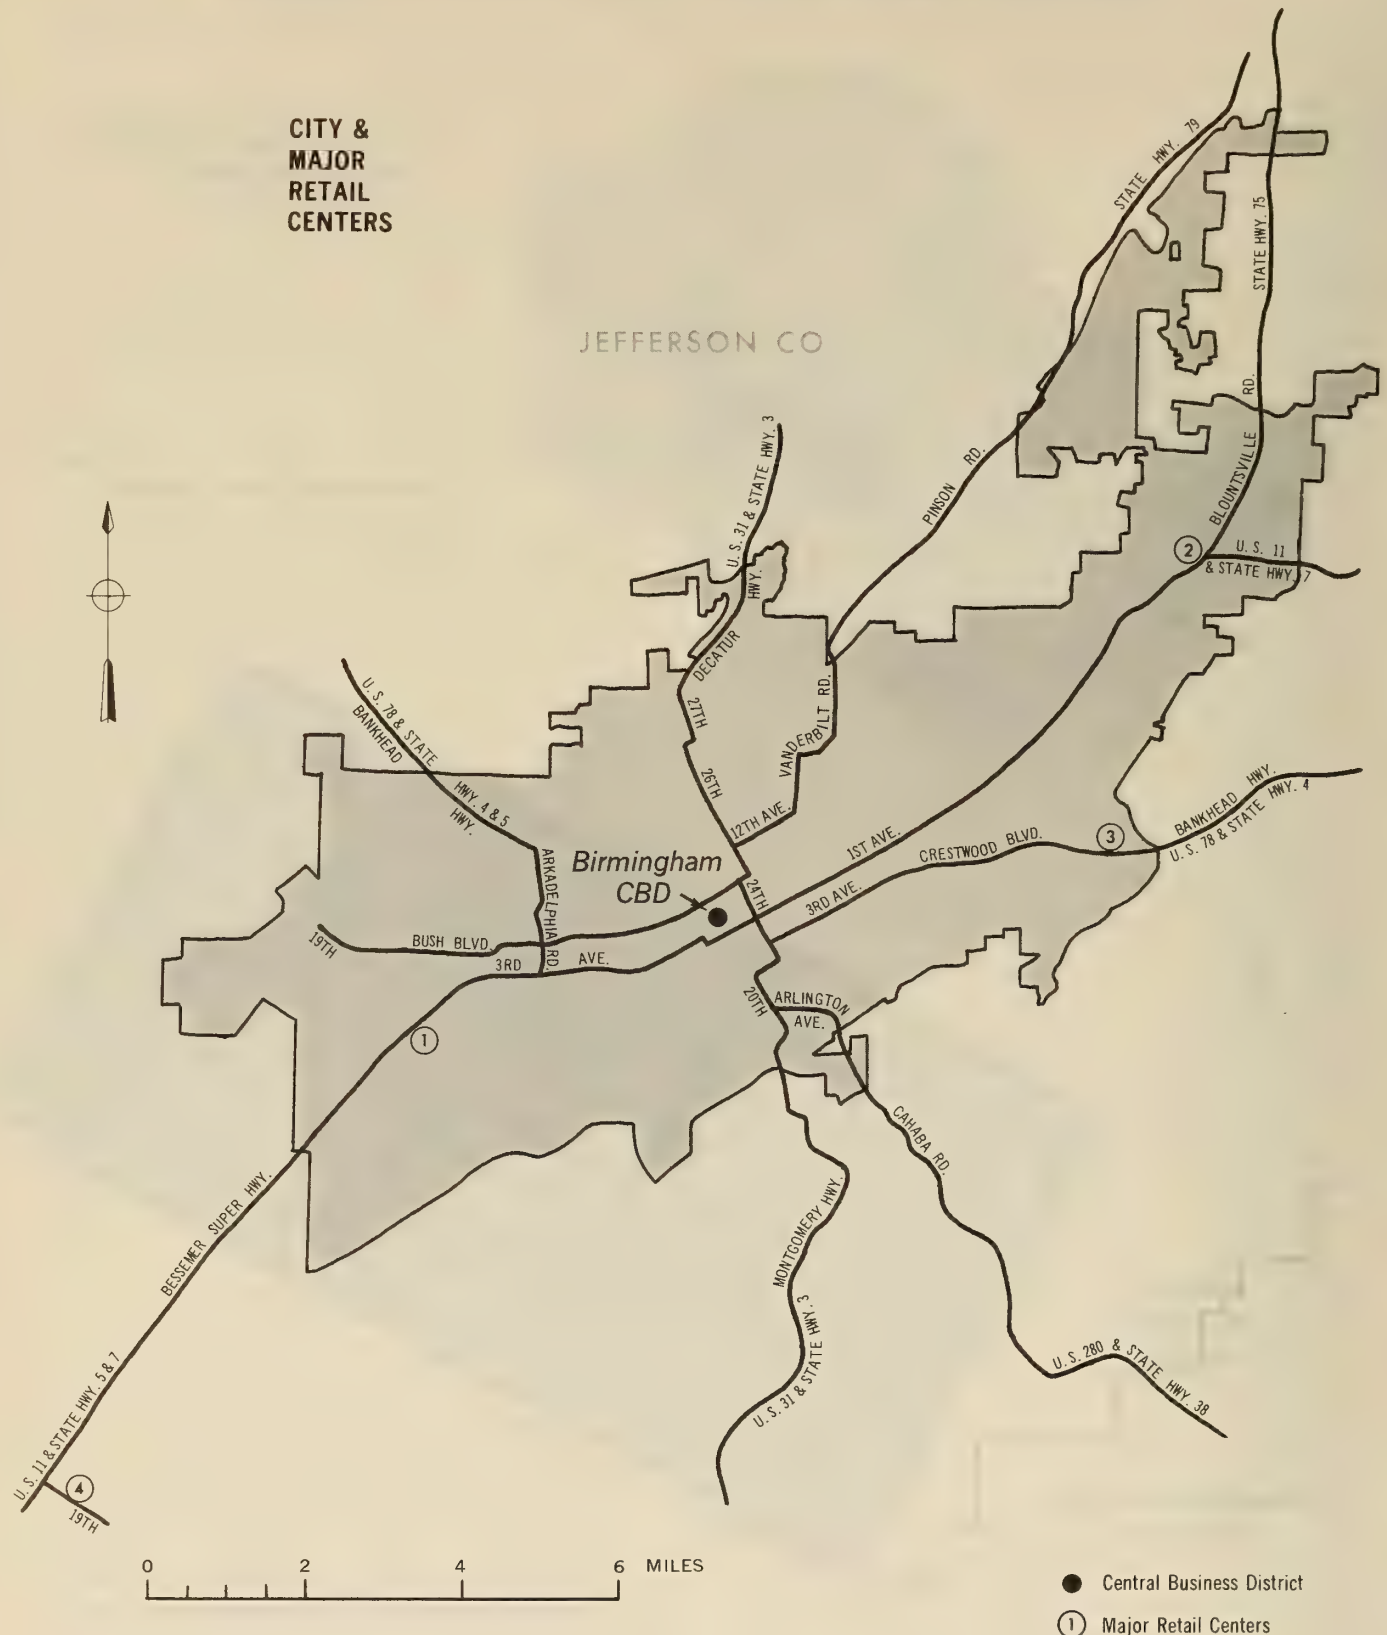 CITY &
MAJOR
RETAIL
CENTERS
JEFFERSON CO
STATE HWY. 79
STATE HWY. 75
PINSON RD.
BLOUNTSVILLE RD.
U.S. 31 & STATE HWY. 3
DECATUR HWY.
2
U.S. 11
& STATE HWY. 7
U.S. 78 & STATE HWY. 4 & 5
BANKHEAD HWY.
27TH
26TH
VANDERBILT RD.
12TH AVE.
24TH
1ST AVE.
3RD AVE.
CRESTWOOD BLVD.
3
BANKHEAD HWY.
U.S. 78 & STATE HWY. 4
Birmingham
CBD
ARKADELPHIA RD.
19TH
BUSH BLVD.
3RD AVE.
20TH
ARLINGTON
AVE.
1
CAHABA RD.
BESSEMER SUPER HWY.
MONTGOMERY HWY.
U.S. 31 & STATE HWY. 3
U.S. 280 & STATE HWY. 38
U.S. 11 & STATE HWY. 5 & 7
4
19TH
0 2 4 6 MILES
Central Business District
1 Major Retail Centers